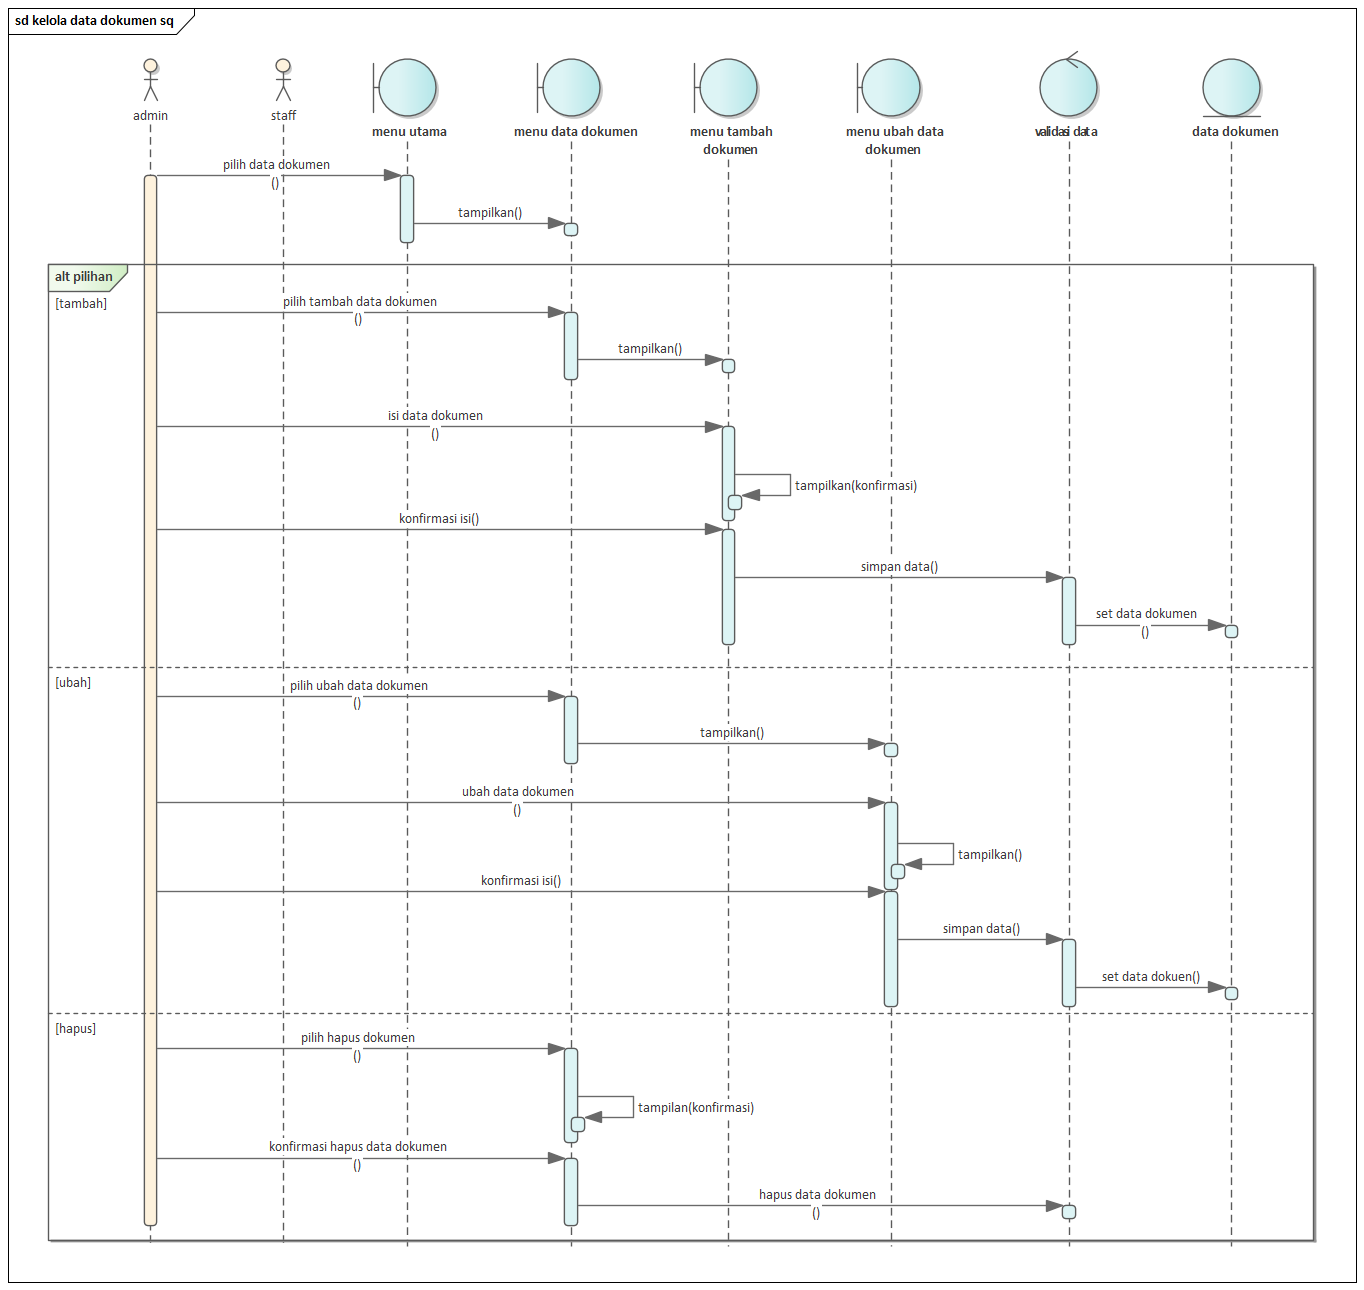 sd kelola data dokumen sq
admin
staff
menu utama
menu data dokumen
menu tambah
dokumen
menu ubah data
dokumen
validasi data
data dokumen
pilih data dokumen
()
tampilkan()
alt pilihan
[tambah]
pilih tambah data dokumen
()
tampilkan()
isi data dokumen
()
tampilkan(konfirmasi)
konfirmasi isi()
simpan data()
set data dokumen
()
[ubah]
pilih ubah data dokumen
()
tampilkan()
ubah data dokumen
()
tampilkan()
konfirmasi isi()
simpan data()
set data dokuen()
[hapus]
pilih hapus dokumen
()
tampilan(konfirmasi)
konfirmasi hapus data dokumen
()
hapus data dokumen
()